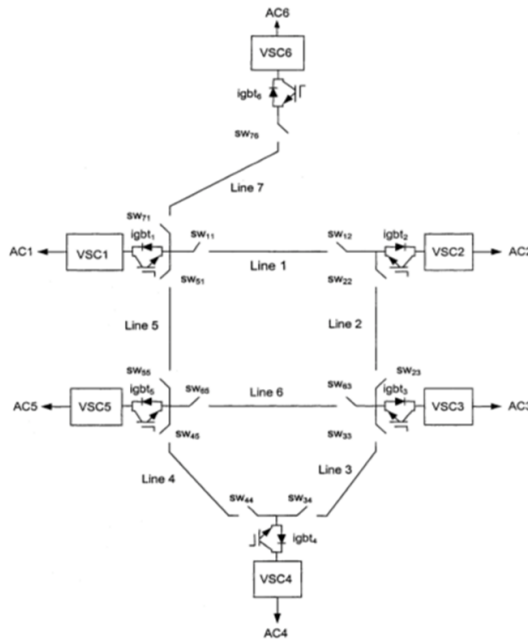 AC6
VSC6
igbt₆
sw₇₆
Line 7
sw₇₁
igbt₁ sw₁₁ sw₁₂ igbt₂
AC1 VSC1 VSC2 AC2
Line 1
sw₅₁ sw₂₂
Line 5 Line 2
sw₅₅ sw₂₃
igbt₅ sw₆₅ Line 6 sw₆₃ igbt₃
AC5 VSC5 VSC3
sw₄₅ sw₃₃
Line 4 Line 3
sw₄₄ sw₃₄
igbt₄
VSC4
AC4